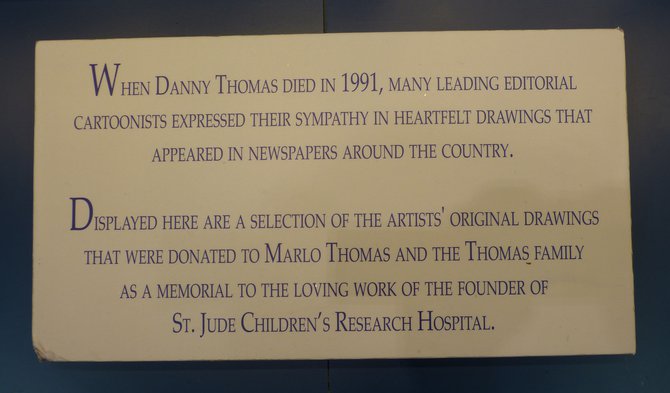 When Danny Thomas died in 1991, many leading editorial
cartoonists expressed their sympathy in heartfelt drawings that
appeared in newspapers around the country.
Displayed here are a selection of the artists' original drawings
that were donated to Marlo Thomas and the Thomas family
as a memorial to the loving work of the founder of
St. Jude Children's Research Hospital.